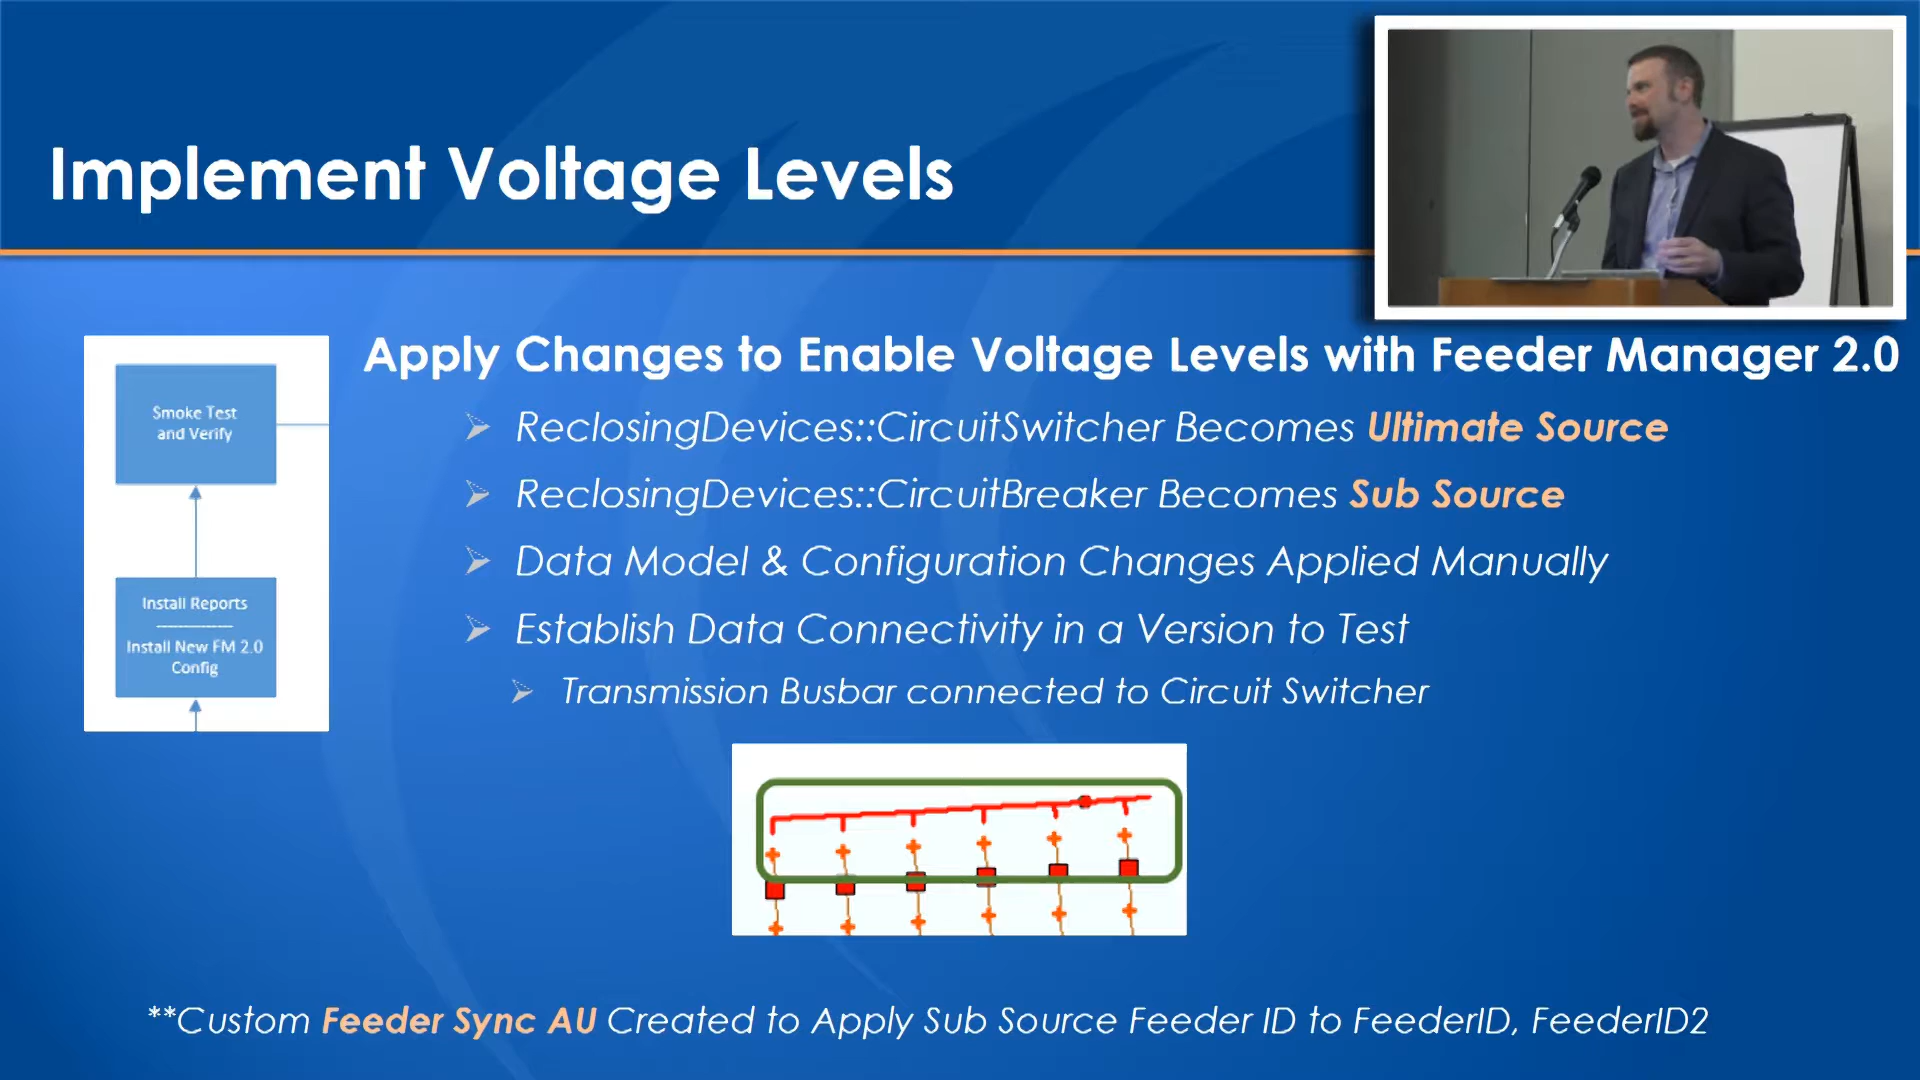 Implement Voltage Levels
Apply Changes to Enable Voltage Levels with Feeder Manager 2.0
ReclosingDevices::CircuitSwitcher Becomes Ultimate Source
ReclosingDevices::CircuitBreaker Becomes Sub Source
Data Model & Configuration Changes Applied Manually
Establish Data Connectivity in a Version to Test
Transmission Busbar connected to Circuit Switcher
Smoke Test
and Verify
Install Reports
Install New FM 2.0
Config
**Custom Feeder Sync AU Created to Apply Sub Source Feeder ID to FeederID, FeederID2